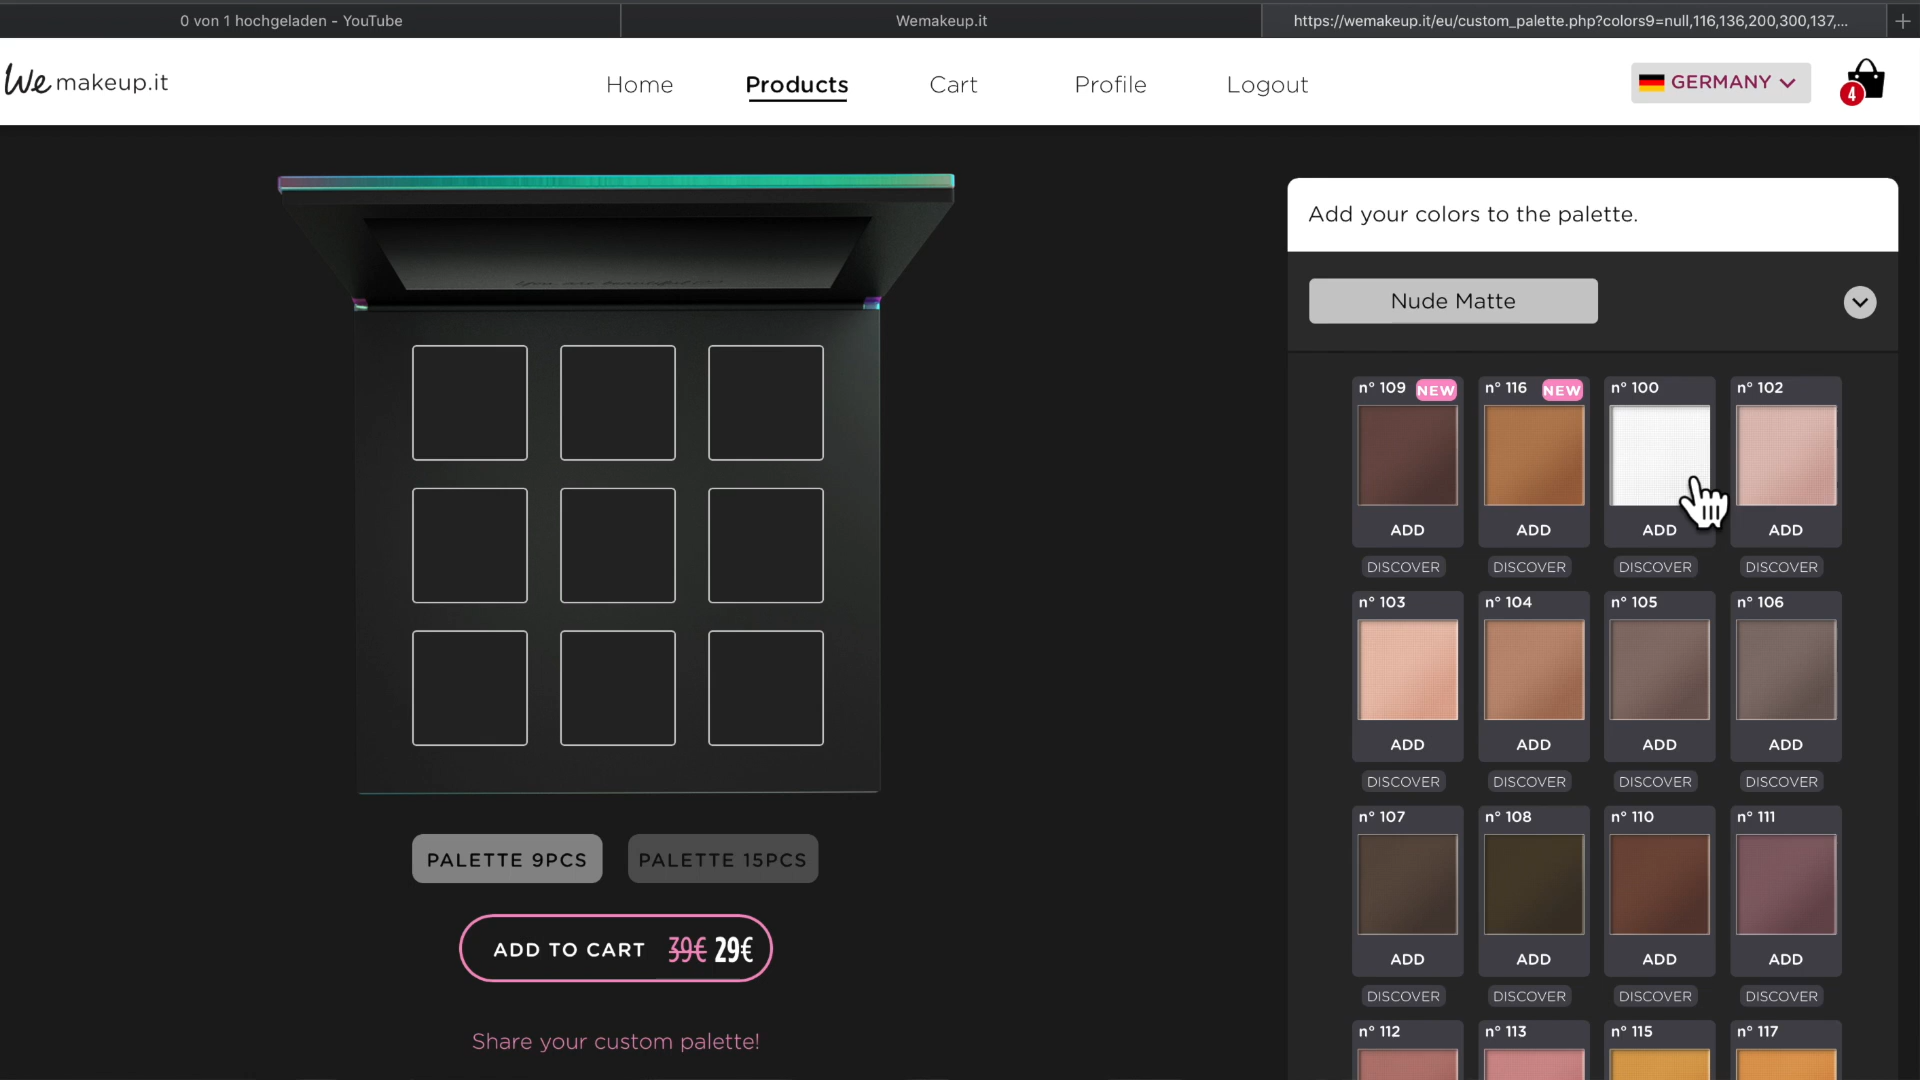 0 von 1 hochgeladen - YouTube
Wemakeup.it
https://wemakeup.it/eu/custom_palette.php?colors9=null,116,136,200,300,137,...
We makeup.it
Home
Products
Cart
Profile
Logout
GERMANY
4
Add your colors to the palette.
Nude Matte
n° 109 NEW
n° 116 NEW
n° 100
n° 102
ADD
ADD
ADD
ADD
DISCOVER
DISCOVER
DISCOVER
DISCOVER
n° 103
n° 104
n° 105
n° 106
ADD
ADD
ADD
ADD
DISCOVER
DISCOVER
DISCOVER
DISCOVER
n° 107
n° 108
n° 110
n° 111
ADD
ADD
ADD
ADD
DISCOVER
DISCOVER
DISCOVER
DISCOVER
n° 112
n° 113
n° 115
n° 117
PALETTE 9PCS
PALETTE 15PCS
ADD TO CART 39€ 29€
Share your custom palette!